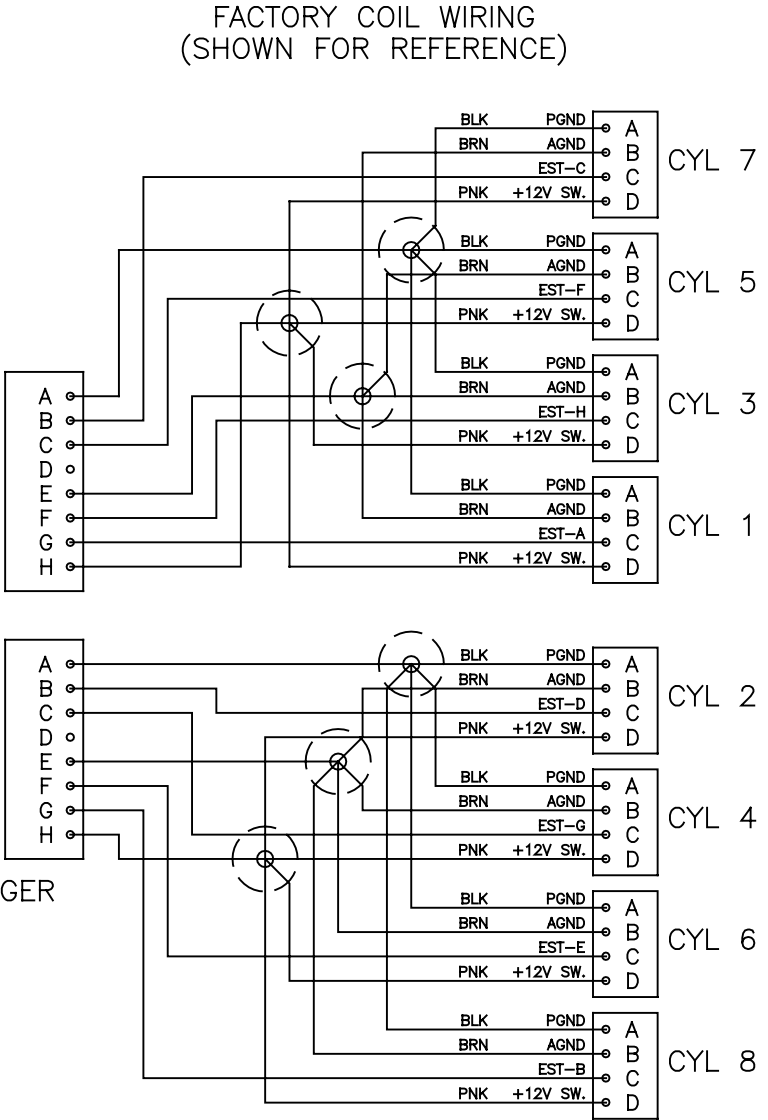 FACTORY COIL WIRING
(SHOWN FOR REFERENCE)
BLK PGND A
BRN AGND B
EST-C C
PNK +12V SW. D
CYL 7
BLK PGND A
BRN AGND B
EST-F C
PNK +12V SW. D
CYL 5
BLK PGND A
BRN AGND B
EST-H C
PNK +12V SW. D
CYL 3
BLK PGND A
BRN AGND B
EST-A C
PNK +12V SW. D
CYL 1
A
B
C
D
E
F
G
H
BLK PGND A
BRN AGND B
EST-D C
PNK +12V SW. D
CYL 2
BLK PGND A
BRN AGND B
EST-G C
PNK +12V SW. D
CYL 4
BLK PGND A
BRN AGND B
EST-E C
PNK +12V SW. D
CYL 6
BLK PGND A
BRN AGND B
EST-B C
PNK +12V SW. D
CYL 8
A
B
C
D
E
F
G
H
GER